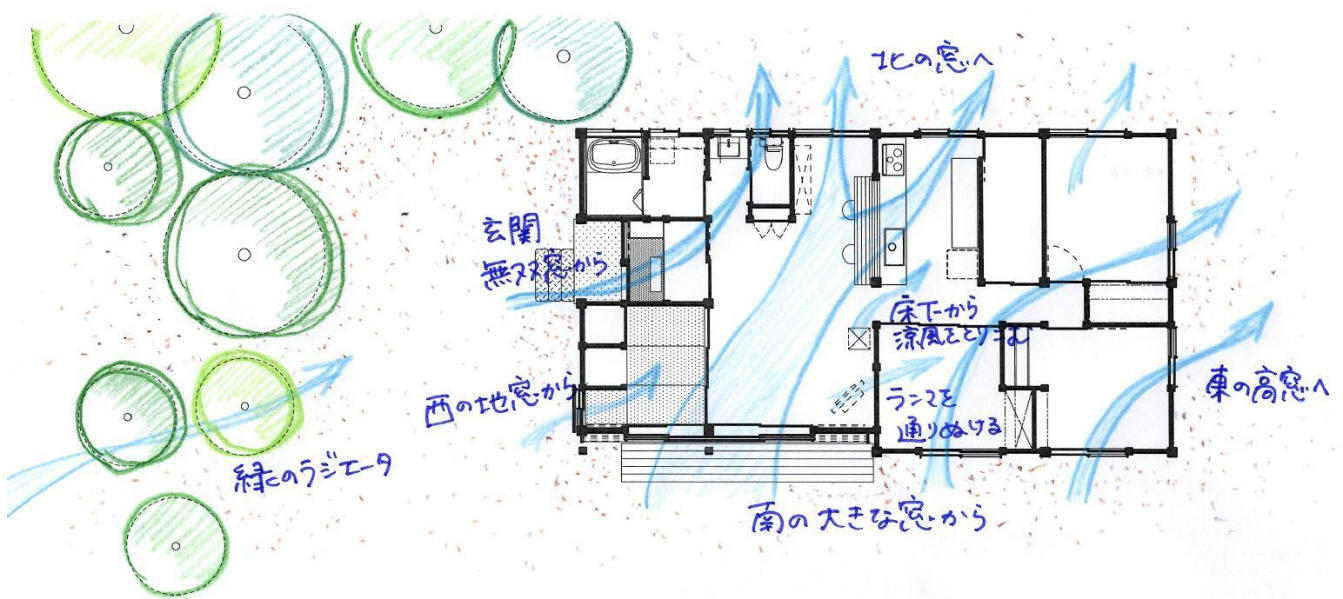 北の窓へ
玄関
無双窓から
床下から
涼風をとりこむ
西の地窓から
ランマを
通りぬける
東の高窓へ
緑のラジエータ
南の大きな窓から